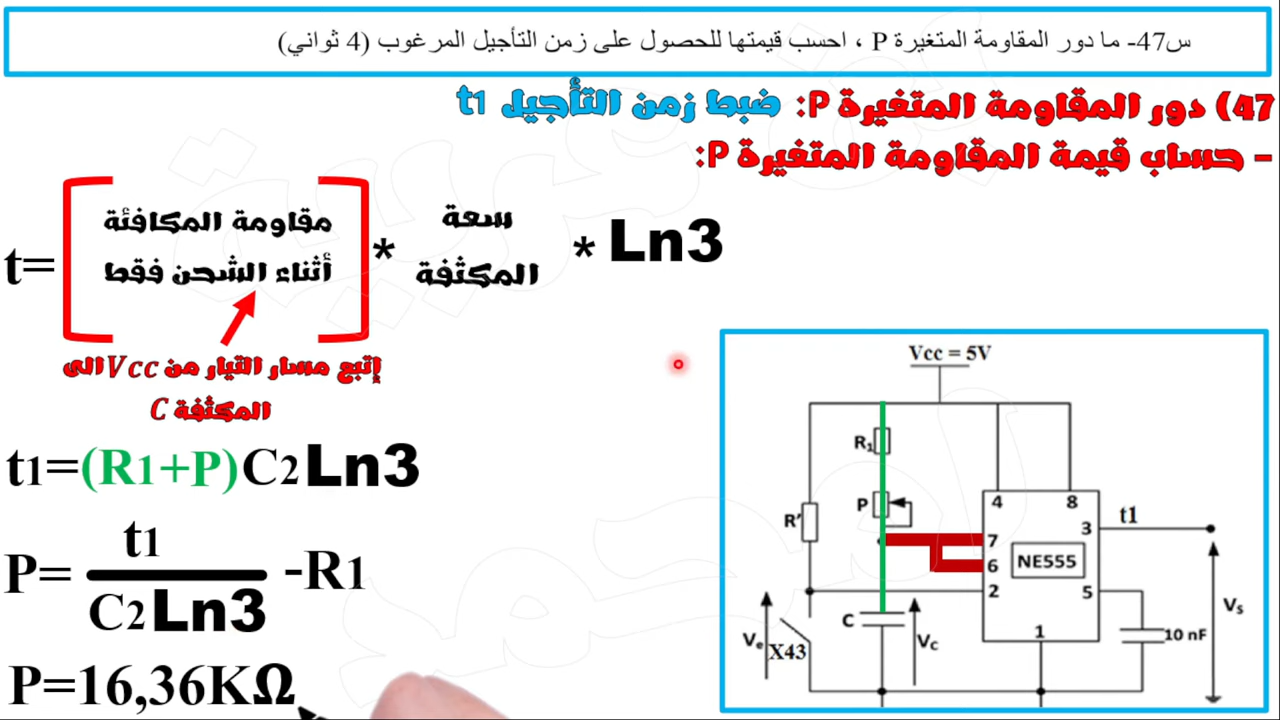 س47- ما دور المقاومة المتغيرة P ، احسب قيمتها للحصول على زمن التأجيل المرغوب (4 ثواني)
47) دور المقاومة المتغيرة P: ضبط زمن التأجيل t1
- حساب قيمة المقاومة المتغيرة P:
t= [مقاومة المكافئة أثناء الشحن فقط] * سعة المكثفة * Ln3
إتبع مسار التيار من Vcc الى
المكثفة C
t1=(R1+P)C2Ln3
P= t1 / C2Ln3 -R1
P=16,36KΩ
Vcc = 5V
R1
P
R'
4
8
7
6
2
3
5
1
NE555
t1
C
Vc
Ve
X43
10 nF
Vs